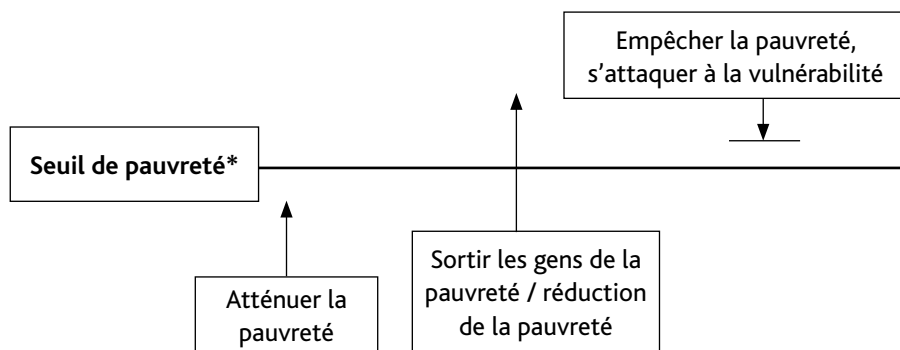 Empêcher la pauvreté,
s’attaquer à la vulnérabilité
Seuil de pauvreté*
Sortir les gens de la
pauvreté / réduction
de la pauvreté
Atténuer la
pauvreté